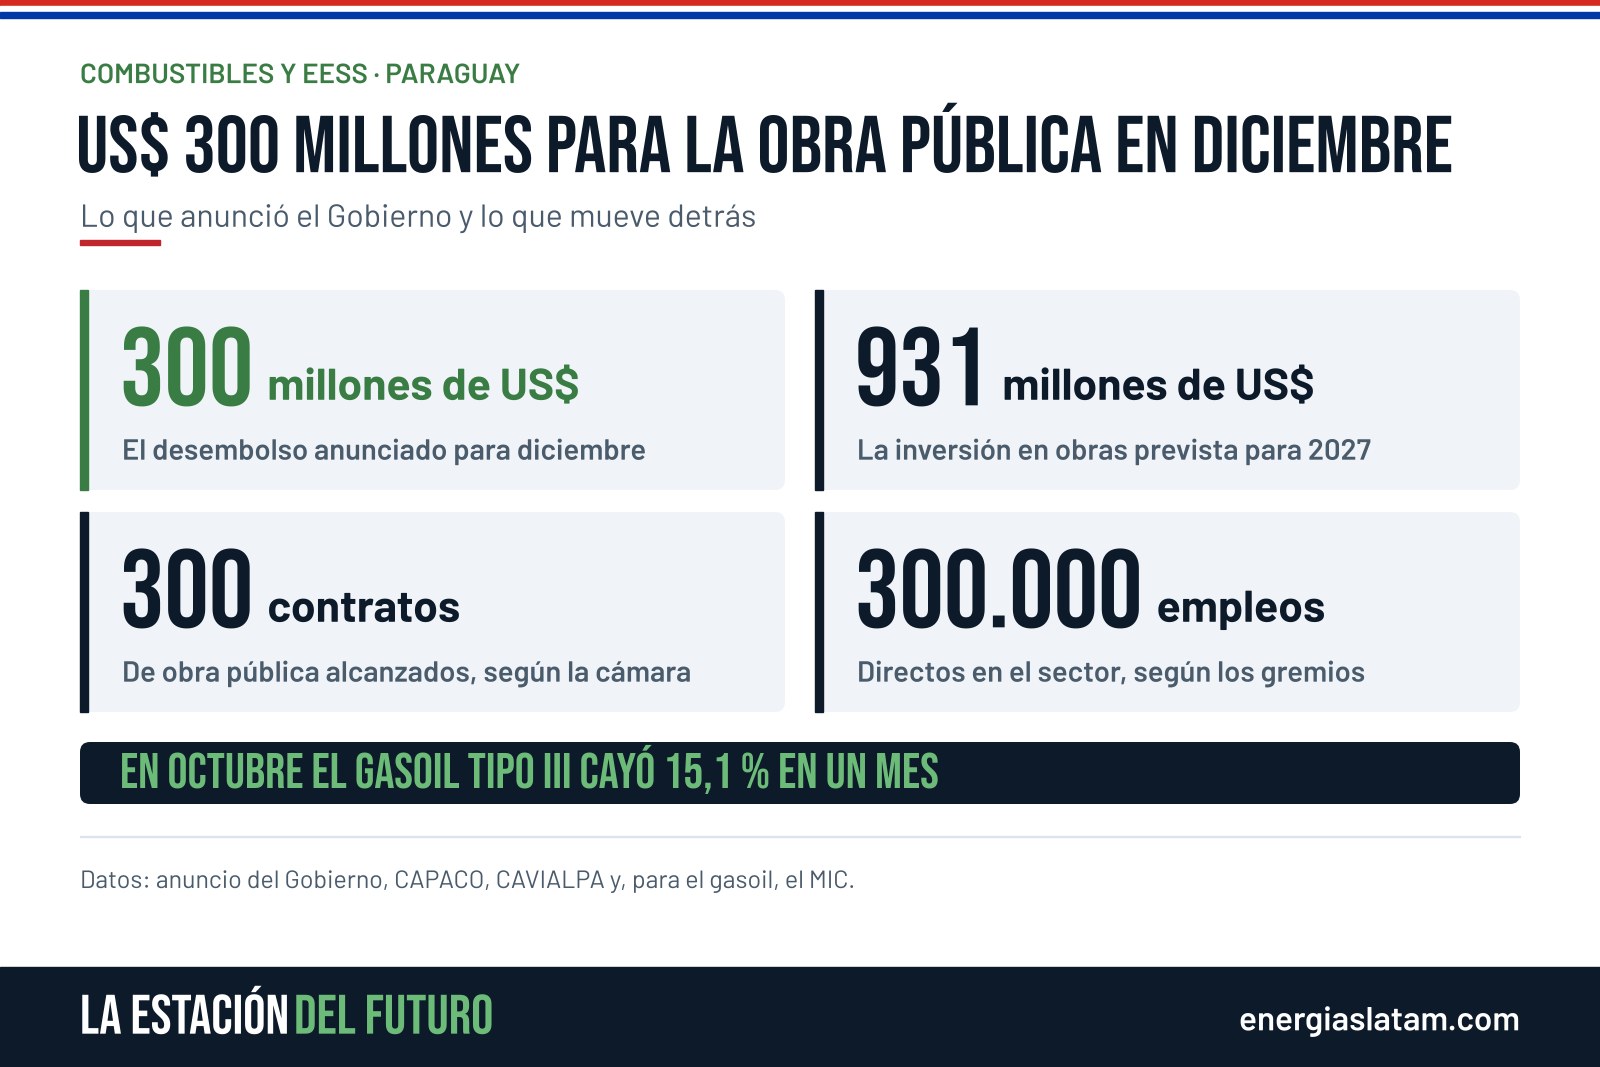 COMBUSTIBLES Y EESS · PARAGUAY
US$ 300 MILLONES PARA LA OBRA PÚBLICA EN DICIEMBRE
Lo que anunció el Gobierno y lo que mueve detrás
300 millones de US$
El desembolso anunciado para diciembre
931 millones de US$
La inversión en obras prevista para 2027
300 contratos
De obra pública alcanzados, según la cámara
300.000 empleos
Directos en el sector, según los gremios
EN OCTUBRE EL GASOIL TIPO III CAYÓ 15,1 % EN UN MES
Datos: anuncio del Gobierno, CAPACO, CAVIALPA y, para el gasoil, el MIC.
LA ESTACIÓN DEL FUTURO
energiaslatam.com